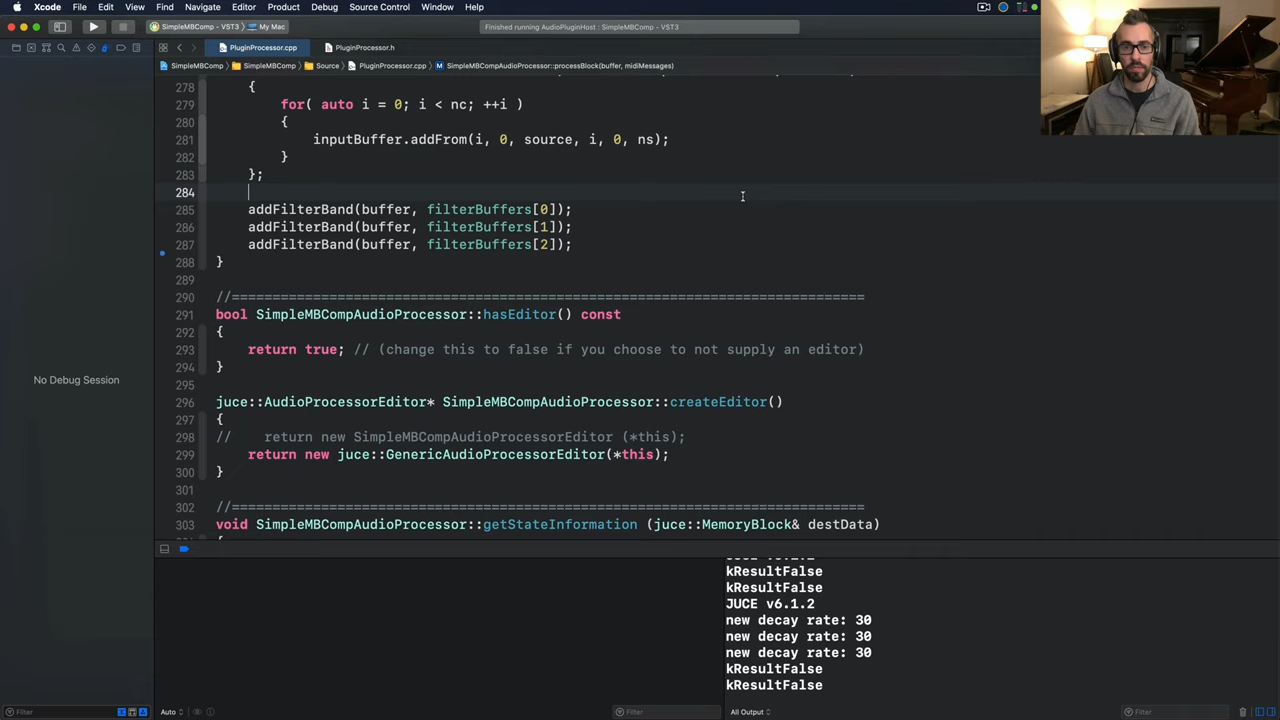 Xcode File Edit View Find Navigate Editor Product Debug Source Control Window Help
SimpleMBComp - VST3 My Mac Finished running AudioPluginHost : SimpleMBComp - VST3
PluginProcessor.cpp PluginProcessor.h
SimpleMBComp SimpleMBComp Source PluginProcessor.cpp M SimpleMBCompAudioProcessor::processBlock(buffer, midiMessages)
278 {
279 for( auto i = 0; i < nc; ++i )
280 {
281 inputBuffer.addFrom(i, 0, source, i, 0, ns);
282 }
283 };
284
285 addFilterBand(buffer, filterBuffers[0]);
286 addFilterBand(buffer, filterBuffers[1]);
287 addFilterBand(buffer, filterBuffers[2]);
288 }
289
290 //==============================================================================
291 bool SimpleMBCompAudioProcessor::hasEditor() const
292 {
293 return true; // (change this to false if you choose to not supply an editor)
294 }
295
296 juce::AudioProcessorEditor* SimpleMBCompAudioProcessor::createEditor()
297 {
298 // return new SimpleMBCompAudioProcessorEditor (*this);
299 return new juce::GenericAudioProcessorEditor(*this);
300 }
301
302 //==============================================================================
303 void SimpleMBCompAudioProcessor::getStateInformation (juce::MemoryBlock& destData)
No Debug Session
kResultFalse
kResultFalse
JUCE v6.1.2
new decay rate: 30
new decay rate: 30
new decay rate: 30
kResultFalse
kResultFalse
Filter Auto Filter All Output Filter